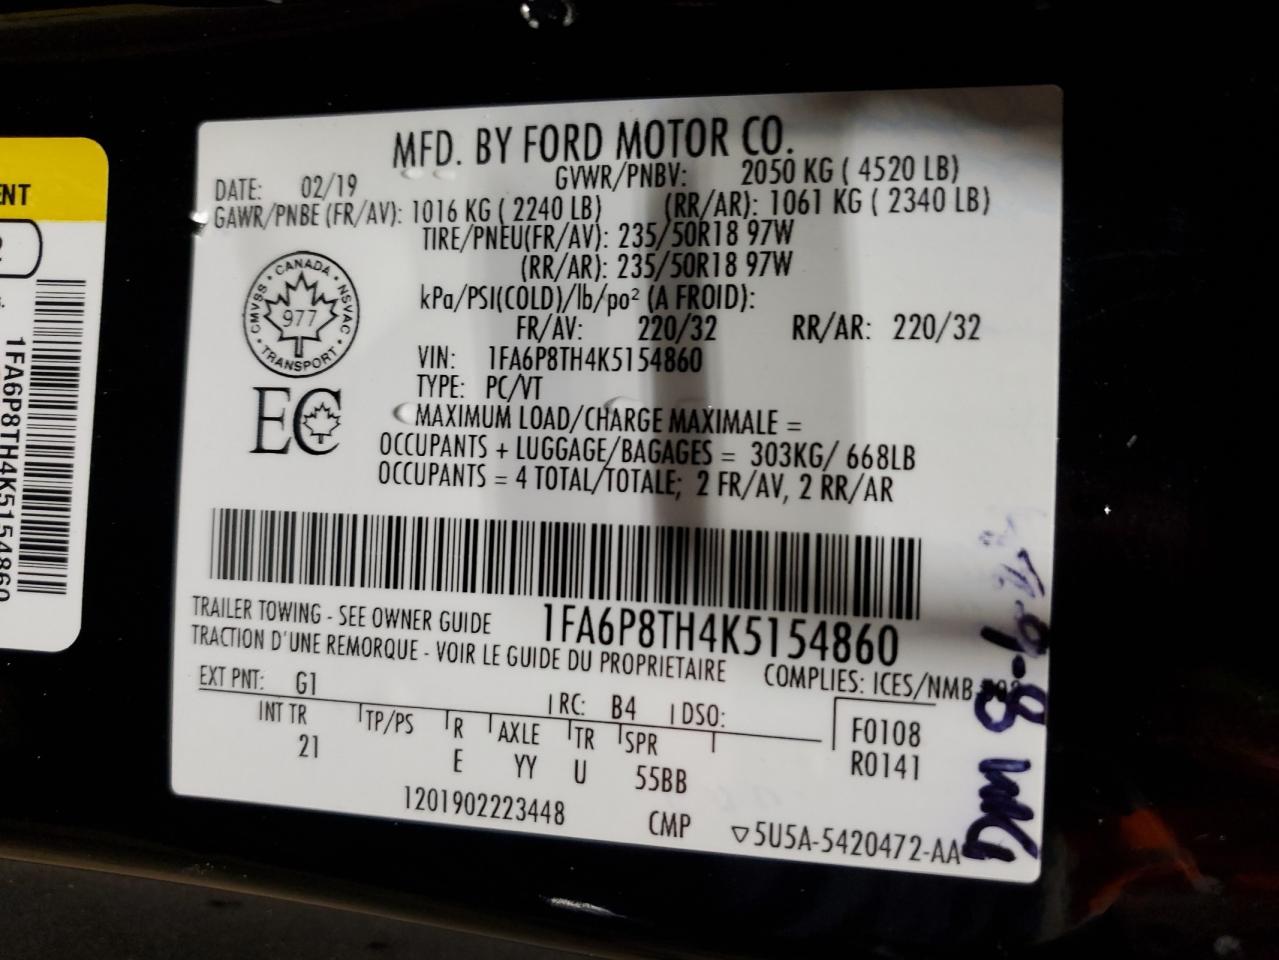 MFD. BY FORD MOTOR CO.
DATE: 02/19 GVWR/PNBV: 2050 KG ( 4520 LB)
GAWR/PNBE (FR/AV): 1016 KG ( 2240 LB) (RR/AR): 1061 KG ( 2340 LB)
TIRE/PNEU(FR/AV): 235/50R18 97W
(RR/AR): 235/50R18 97W
kPa/PSI(COLD)/lb/po² (A FROID):
FR/AV: 220/32 RR/AR: 220/32
VIN: 1FA6P8TH4K5154860
TYPE: PC/VT
MAXIMUM LOAD/CHARGE MAXIMALE =
OCCUPANTS + LUGGAGE/BAGAGES = 303KG/ 668LB
OCCUPANTS = 4 TOTAL/TOTALE; 2 FR/AV, 2 RR/AR
CANADA
CMVSS
NSVAC
977
TRANSPORT
EC
TRAILER TOWING - SEE OWNER GUIDE
1FA6P8TH4K5154860
TRACTION D'UNE REMORQUE - VOIR LE GUIDE DU PROPRIETAIRE
COMPLIES: ICES/NMB
EXT PNT: G1 RC: B4 DSO:
INT TR TP/PS R AXLE TR SPR F0108
21 E YY U 55BB R0141
1201902223448 CMP ▽5U5A-5420472-AA
ENT
1FA6P8TH4K5154860